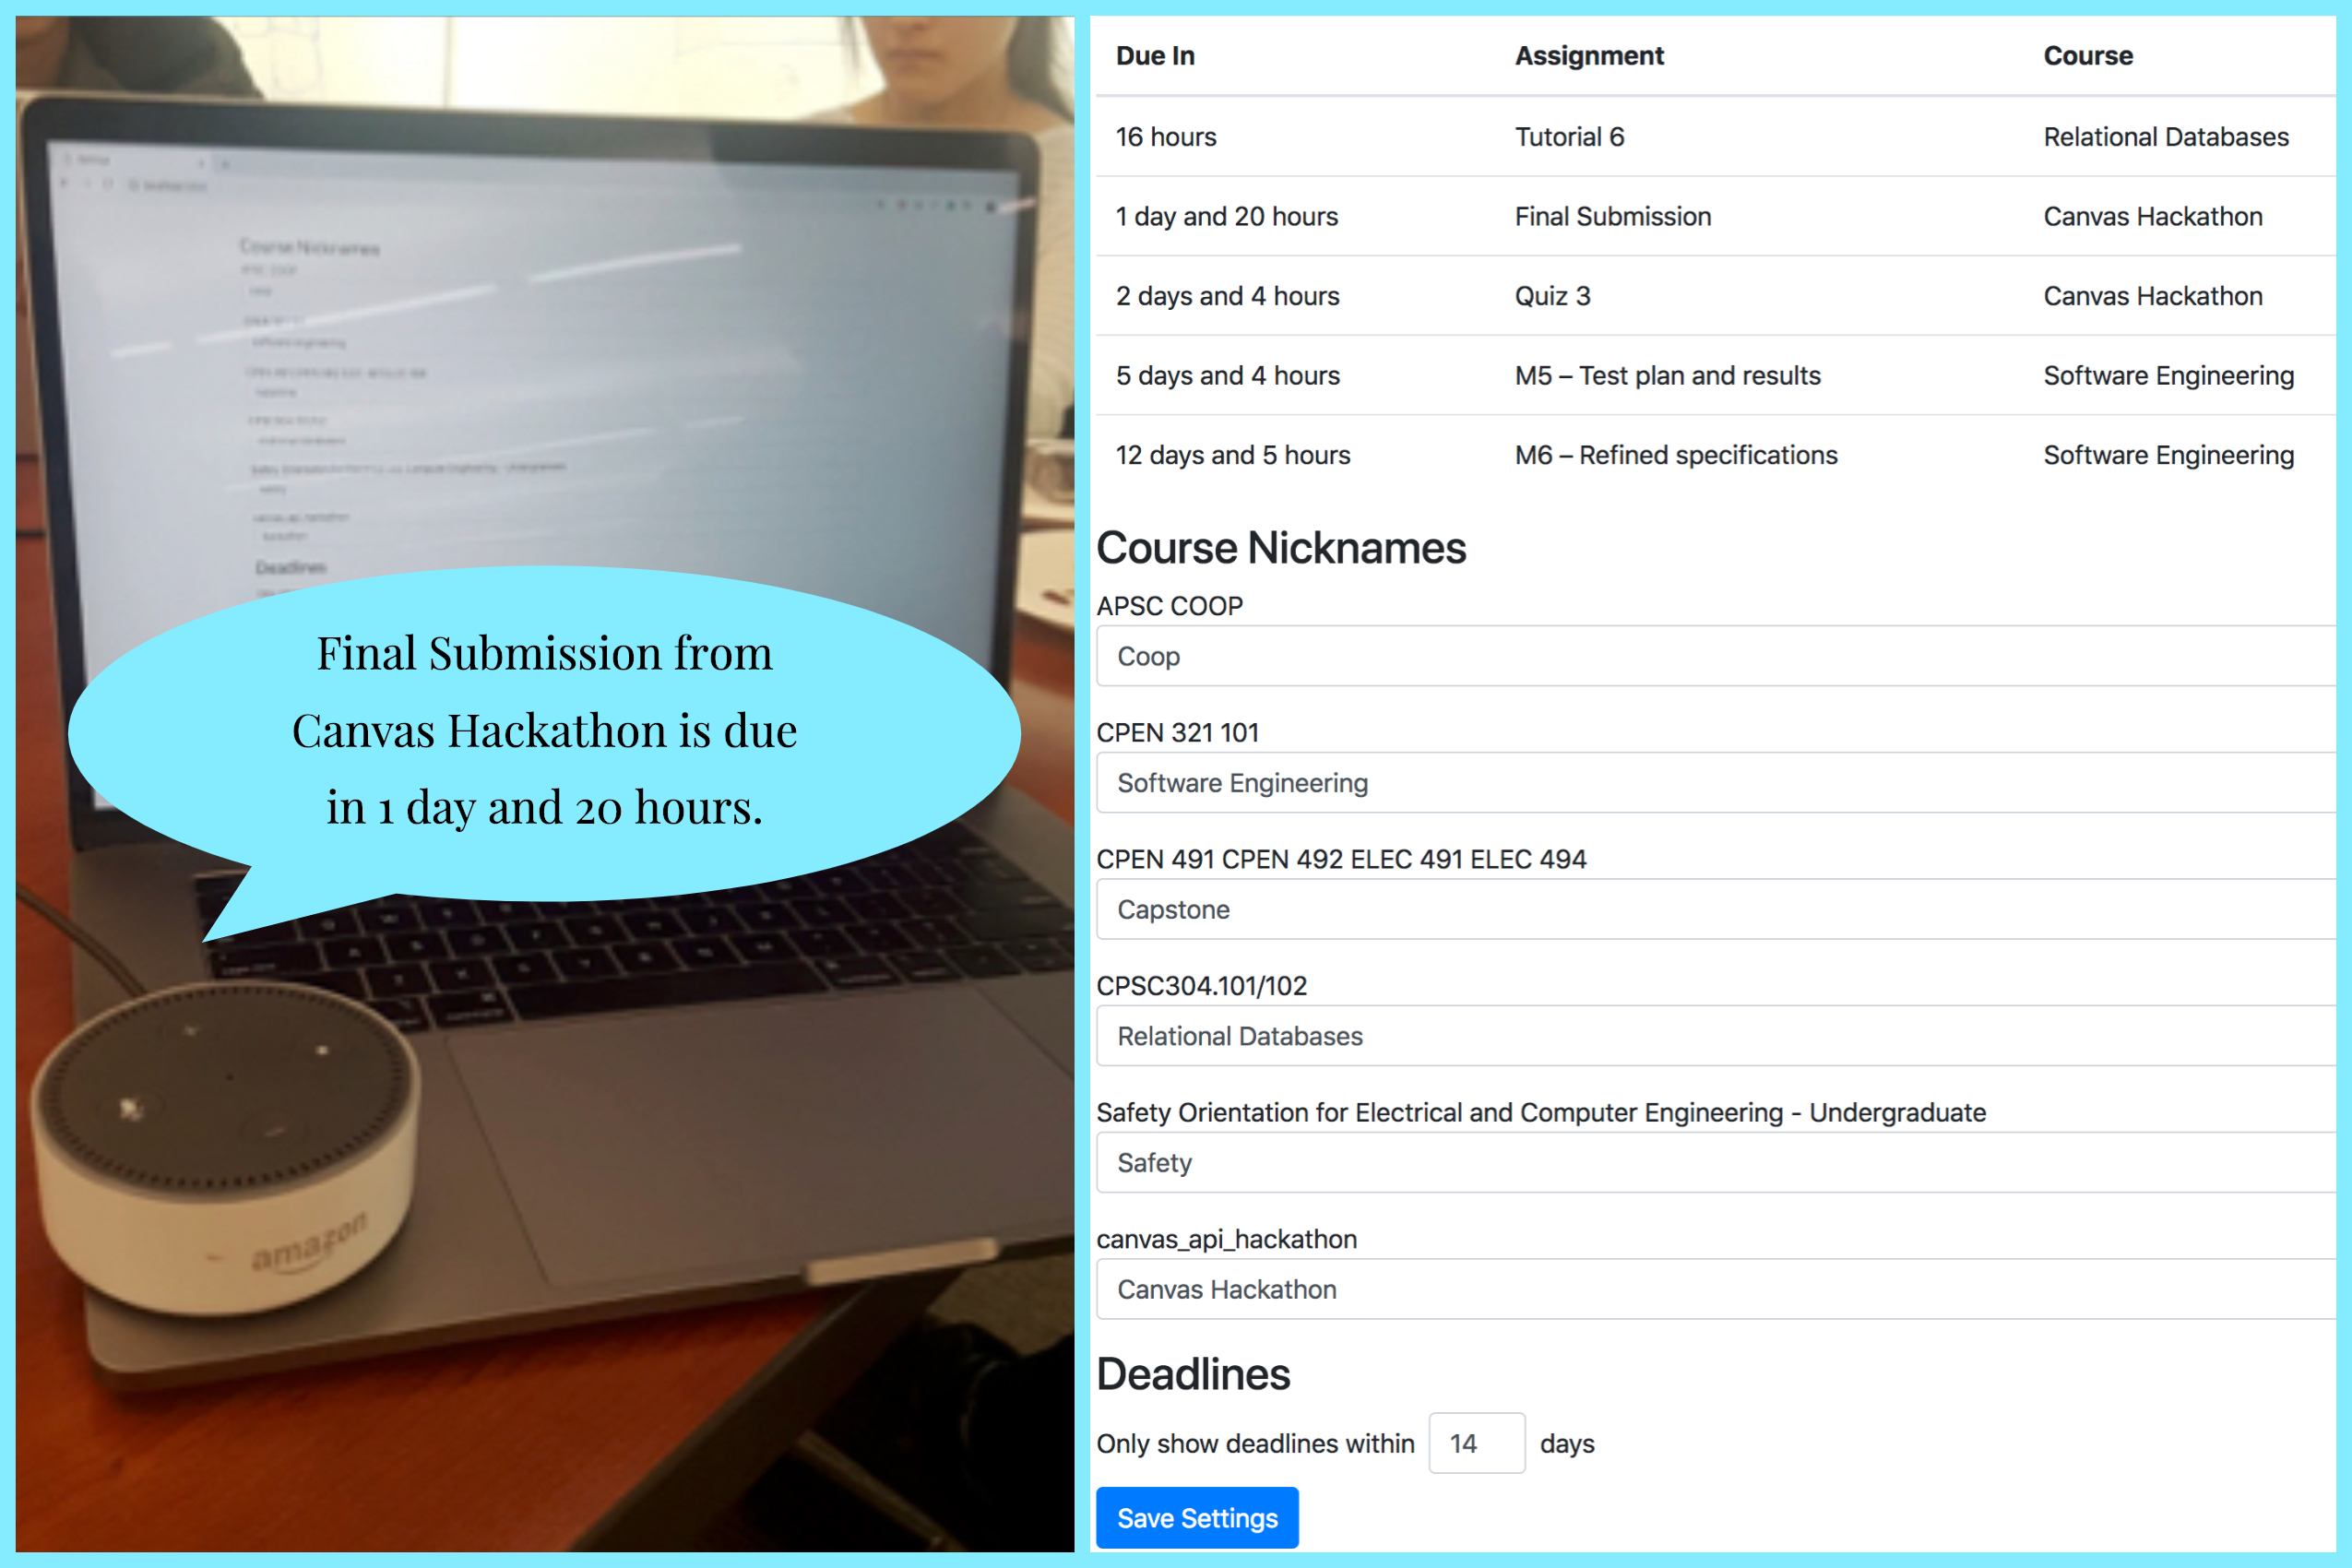 Course Nicknames
Deadlines
Final Submission from
Canvas Hackathon is due
in 1 day and 20 hours.
amazon
Due In Assignment Course
16 hours Tutorial 6 Relational Databases
1 day and 20 hours Final Submission Canvas Hackathon
2 days and 4 hours Quiz 3 Canvas Hackathon
5 days and 4 hours M5 – Test plan and results Software Engineering
12 days and 5 hours M6 – Refined specifications Software Engineering
Course Nicknames
APSC COOP
Coop
CPEN 321 101
Software Engineering
CPEN 491 CPEN 492 ELEC 491 ELEC 494
Capstone
CPSC304.101/102
Relational Databases
Safety Orientation for Electrical and Computer Engineering - Undergraduate
Safety
canvas_api_hackathon
Canvas Hackathon
Deadlines
Only show deadlines within 14 days
Save Settings